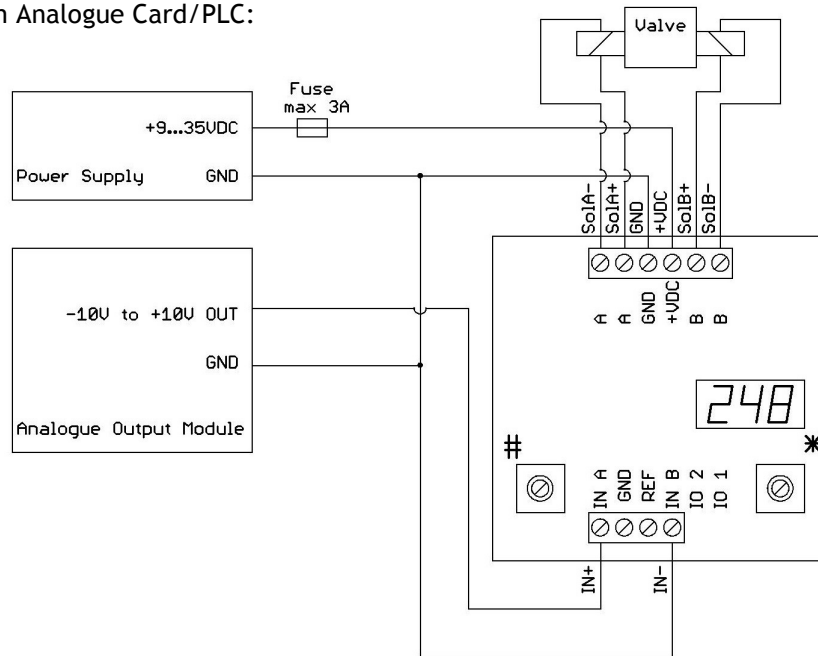 n Analogue Card/PLC:
Valve
Fuse
max 3A
+9...35VDC
Power Supply
GND
SolA-
SolA+
GND
+VDC
SolB+
SolB-
A
A
GND
+VDC
B
B
-10V to +10V OUT
GND
Analogue Output Module
248
#
*
IN A
GND
REF
IN B
IO 2
IO 1
IN+
IN-